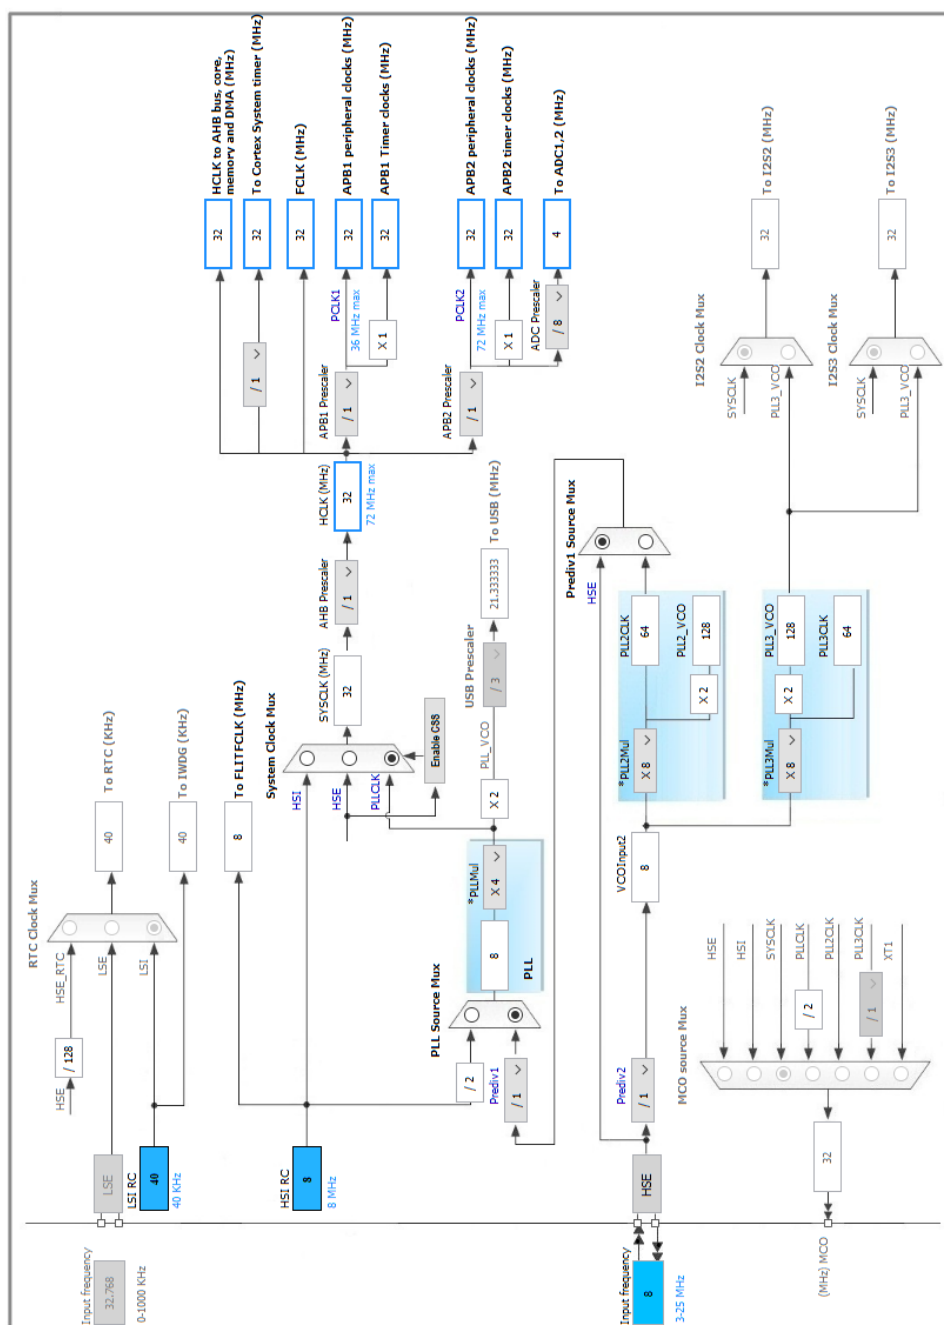 Input frequency
32.768
0-1000 KHz
LSE
LSI RC
40
40 KHz
HSE
/ 128
HSE_RTC
LSE
LSI
RTC Clock Mux
40
To RTC (KHz)
40
To IWDG (KHz)
HSI RC
8
8 MHz
8
To FLITFCLK (MHz)
System Clock Mux
HSI
HSE
PLLCLK
Enable CSS
SYSCLK (MHz)
32
AHB Prescaler
/ 1
HCLK (MHz)
32
72 MHz max
/ 1
32
HCLK to AHB bus, core,
memory and DMA (MHz)
32
To Cortex System timer (MHz)
32
FCLK (MHz)
APB1 Prescaler
/ 1
PCLK1
36 MHz max
32
APB1 peripheral clocks (MHz)
X 1
32
APB1 Timer clocks (MHz)
APB2 Prescaler
/ 1
PCLK2
72 MHz max
32
APB2 peripheral clocks (MHz)
X 1
32
APB2 timer clocks (MHz)
ADC Prescaler
/ 8
4
To ADC1,2 (MHz)
PLL Source Mux
/ 2
Prediv1
/ 1
8
*PLLMul
X 4
PLL
X 2
PLL_VCO
USB Prescaler
/ 3
21.333333
To USB (MHz)
Prediv1 Source Mux
HSE
Input frequency
8
3-25 MHz
HSE
Prediv2
/ 1
VCOInput2
8
*PLL2Mul
X 8
PLL2CLK
64
X 2
PLL2_VCO
128
*PLL3Mul
X 8
X 2
PLL3_VCO
128
PLL3CLK
64
I2S2 Clock Mux
SYSCLK
PLL3_VCO
32
To I2S2 (MHz)
I2S3 Clock Mux
SYSCLK
PLL3_VCO
32
To I2S3 (MHz)
MCO source Mux
HSE
HSI
SYSCLK
PLLCLK
/ 2
PLL2CLK
PLL3CLK
/ 1
XT1
32
(MHz) MCO